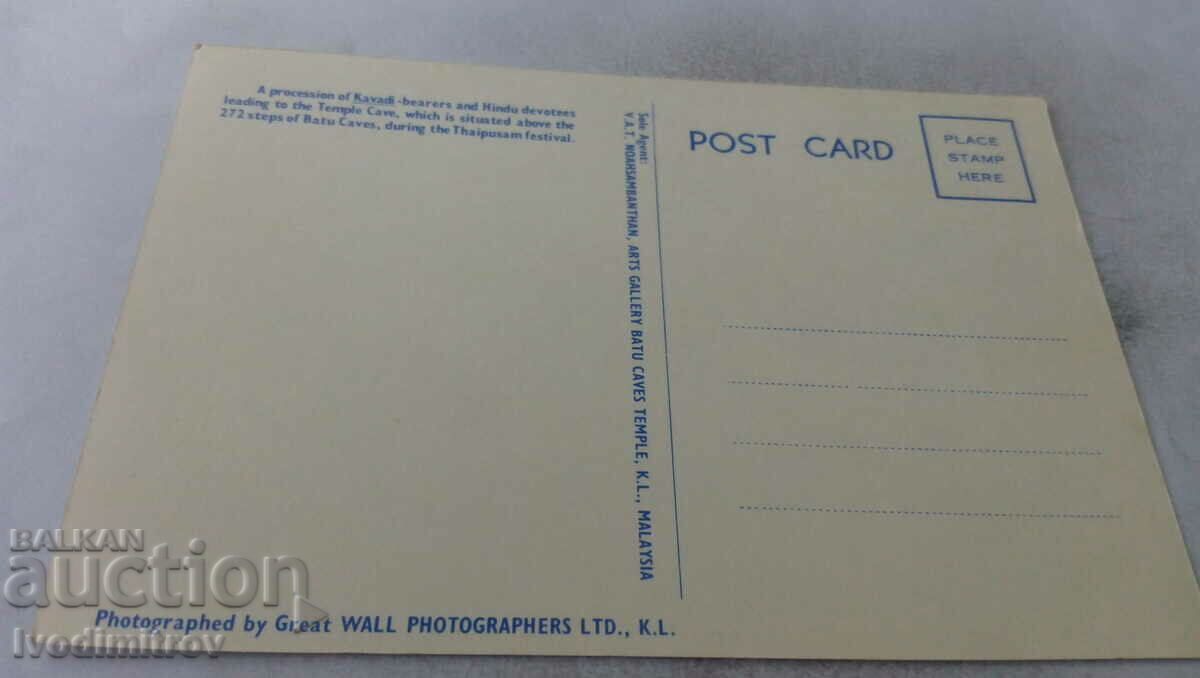 A procession of Kavadi-bearers and Hindu devotees
leading to the Temple Cave, which is situated above the
272 steps of Batu Caves, during the Thaipusam festival.
Sole Agent:
V.A.T. NOAHSAMBANTHAN, ARTS GALLERY BATU CAVES TEMPLE, K.L., MALAYSIA
POST CARD
PLACE
STAMP
HERE
Photographed by Great WALL PHOTOGRAPHERS LTD., K.L.
BALKAN
auction
Ivodimitrov